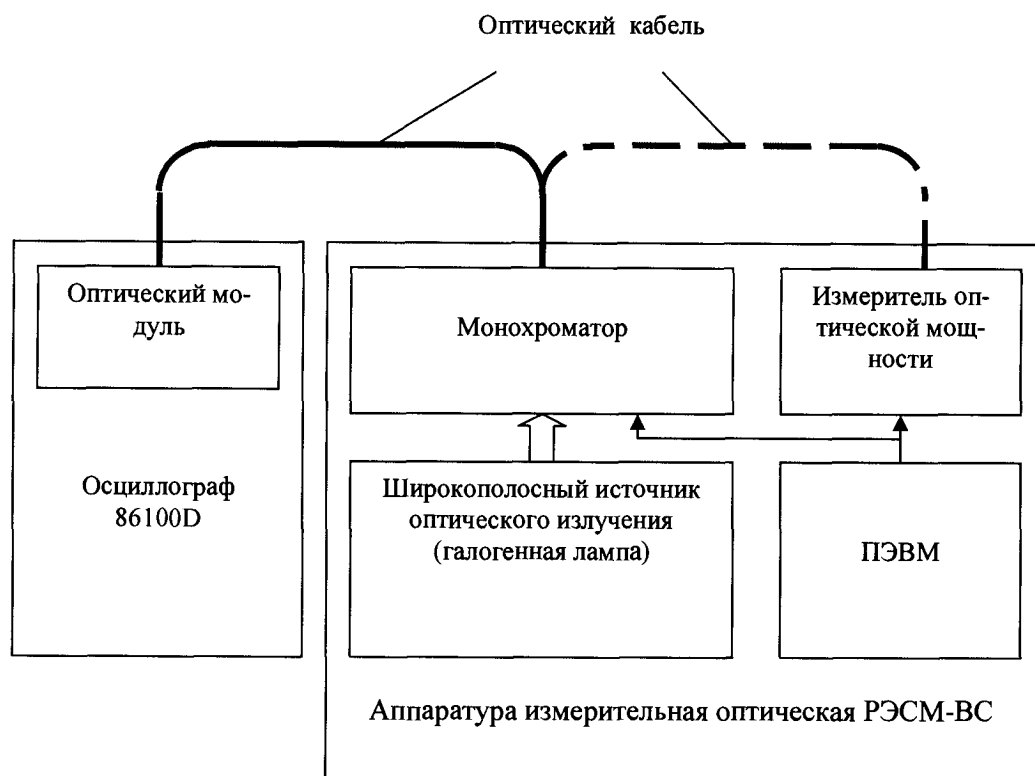 Оптический кабель
Оптический мо-
дуль
Монохроматор
Измеритель оп-
тической мощ-
ности
Осциллограф
86100D
Широкополосный источник
оптического излучения
(галогенная лампа)
ПЭВМ
Аппаратура измерительная оптическая РЭСМ-ВС